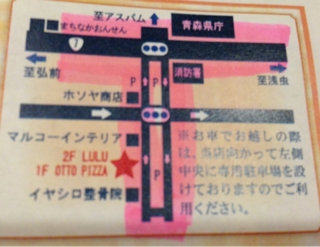 至アスパム
青森県庁
まちなかおんせん
7
至弘前
P
消防署
至浅虫
ホソヤ商店
マルコーインテリア
2F LULU
1F OTTO PIZZA
P
イヤシロ整骨院
※お車でお越しの際
は、当店向かって左側
中央に専用駐車場を設
けておりますのでご利
用ください。